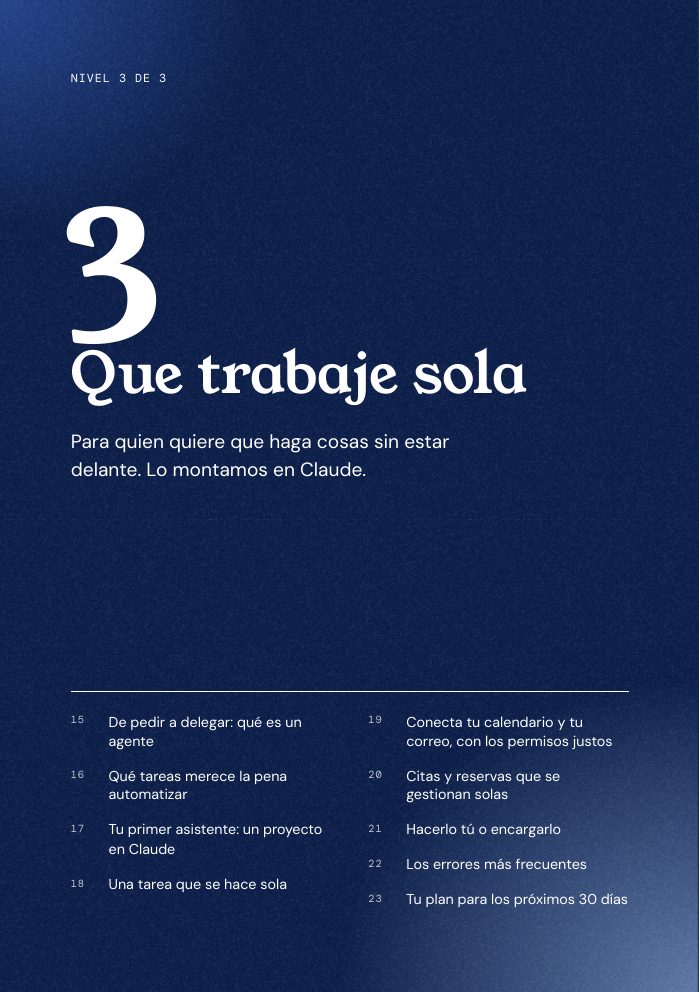 NIVEL 3 DE 3
3
Que trabaje sola
Para quien quiere que haga cosas sin estar
delante. Lo montamos en Claude.
15 De pedir a delegar: qué es un
agente
16 Qué tareas merece la pena
automatizar
17 Tu primer asistente: un proyecto
en Claude
18 Una tarea que se hace sola
19 Conecta tu calendario y tu
correo, con los permisos justos
20 Citas y reservas que se
gestionan solas
21 Hacerlo tú o encargarlo
22 Los errores más frecuentes
23 Tu plan para los próximos 30 días